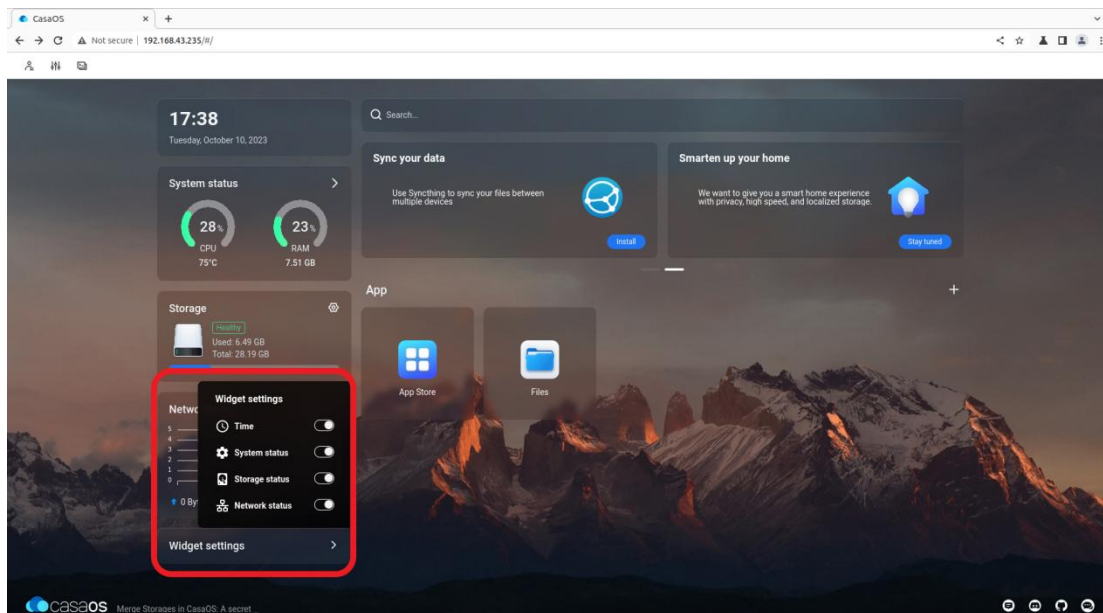 CasaOS
Not secure | 192.168.43.235/#/
17:38
Tuesday, October 10, 2023
Search...
System status
28%
CPU
75°C
23%
RAM
7.51 GB
Storage
Healthy
Used: 6.49 GB
Total: 28.19 GB
Netwo
5
4
3
2
1
0
0 By
Widget settings
Time
System status
Storage status
Network status
Widget settings
Sync your data
Use Syncthing to sync your files between
multiple devices
Install
Smarten up your home
We want to give you a smart home experience
with privacy, high speed, and localized storage.
Stay tuned
App
App Store
Files
casaos
Merge Storages in CasaOS: A secret ...